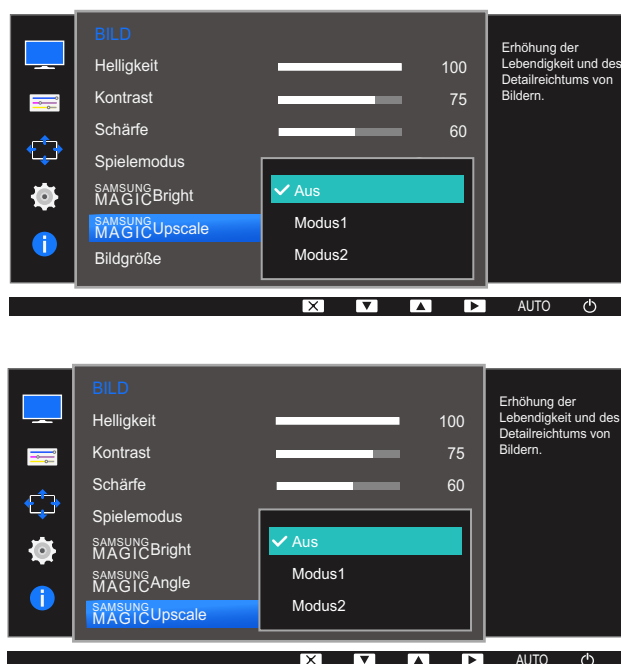 BILD
Helligkeit 100
Kontrast 75
Schärfe 60
Spielemodus
SAMSUNG
MAGICBright
SAMSUNG
MAGICUpscale
Bildgröße
Aus
Modus1
Modus2
Erhöhung der
Lebendigkeit und des
Detailreichtums von
Bildern.
AUTO
BILD
Helligkeit 100
Kontrast 75
Schärfe 60
Spielemodus
SAMSUNG
MAGICBright
SAMSUNG
MAGICAngle
SAMSUNG
MAGICUpscale
Aus
Modus1
Modus2
Erhöhung der
Lebendigkeit und des
Detailreichtums von
Bildern.
AUTO